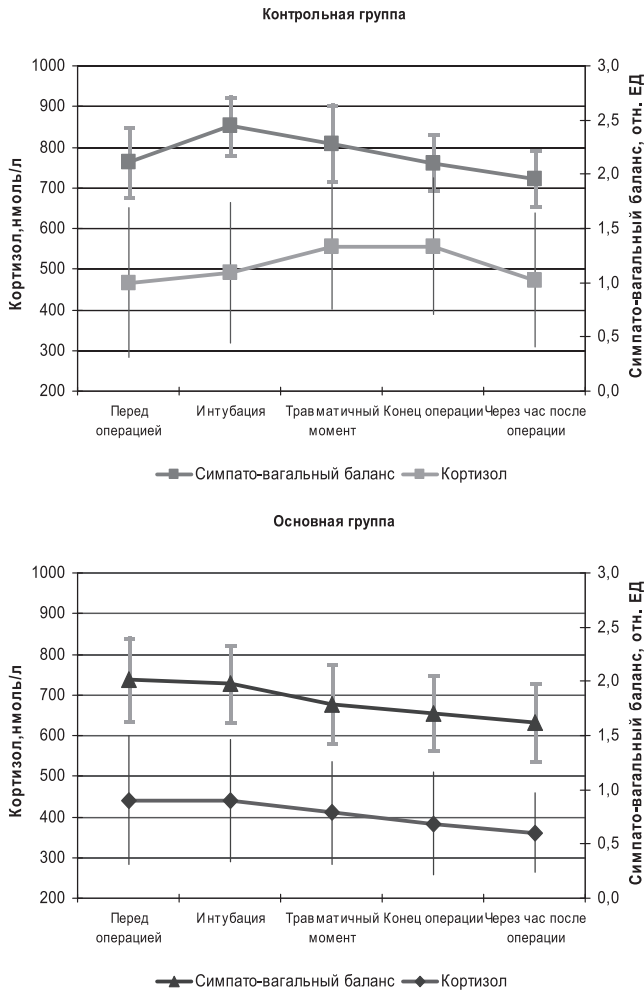 Контрольная группа
1000
900
800
700
600
500
400
300
200
Кортизол,нмоль/л
3,0
2,5
2,0
1,5
1,0
0,5
0,0
Симпато-вагальный баланс, отн. ЕД
Перед операцией
Интубация
Травматичный момент
Конец операции
Через час после операции
Симпато-вагальный баланс
Кортизол
Основная группа
1000
900
800
700
600
500
400
300
200
Кортизол,нмоль/л
3,0
2,5
2,0
1,5
1,0
0,5
0,0
Симпато-вагальный баланс, отн. ЕД
Перед операцией
Интубация
Травматичный момент
Конец операции
Через час после операции
Симпато-вагальный баланс
Кортизол